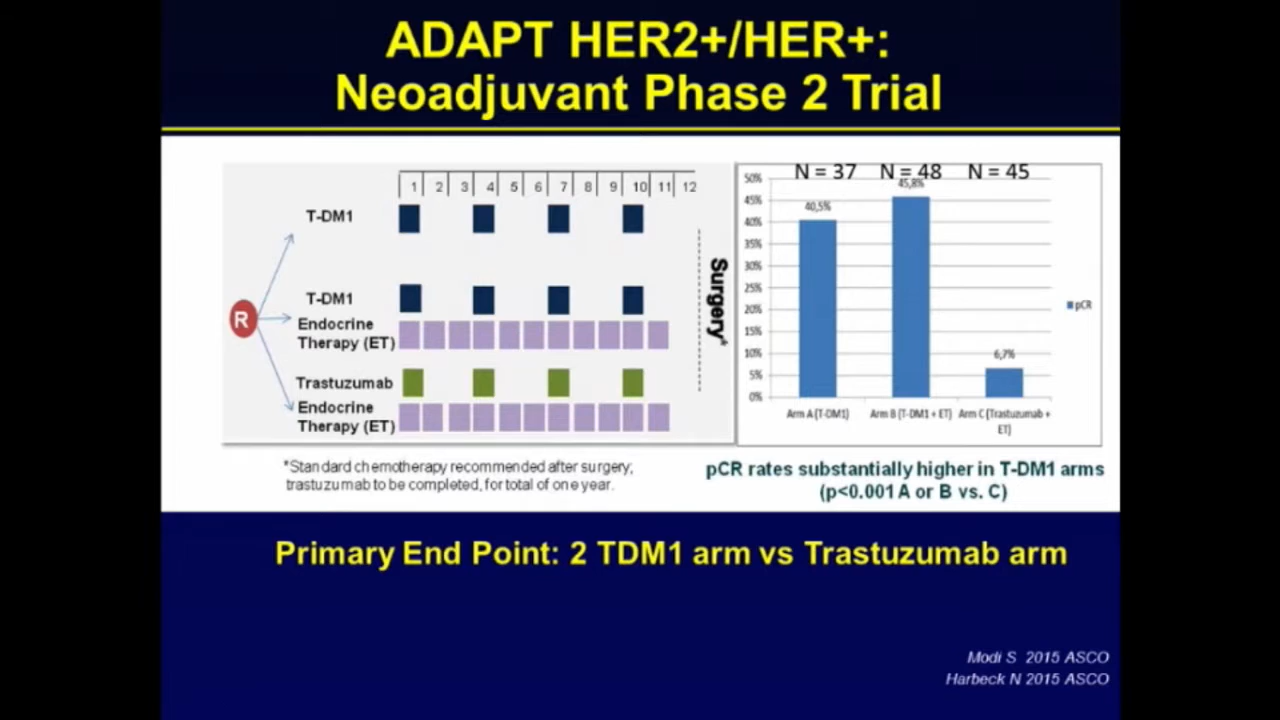 ADAPT HER2+/HER+:
Neoadjuvant Phase 2 Trial
1 2 3 4 5 6 7 8 9 10 11 12
T-DM1
T-DM1
Endocrine
Therapy (ET)
R
Trastuzumab
Endocrine
Therapy (ET)
Surgery*
*Standard chemotherapy recommended after surgery;
trastuzumab to be completed, for total of one year.
N = 37 N = 48 N = 45
50%
45%
40%
35%
30%
25%
20%
15%
10%
5%
0%
40,5%
45,8%
6,7%
pCR
Arm A (T-DM1) Arm B (T-DM1 + ET) Arm C (Trastuzumab +
ET)
pCR rates substantially higher in T-DM1 arms
(p<0.001 A or B vs. C)
Primary End Point: 2 TDM1 arm vs Trastuzumab arm
Modi S 2015 ASCO
Harbeck N 2015 ASCO